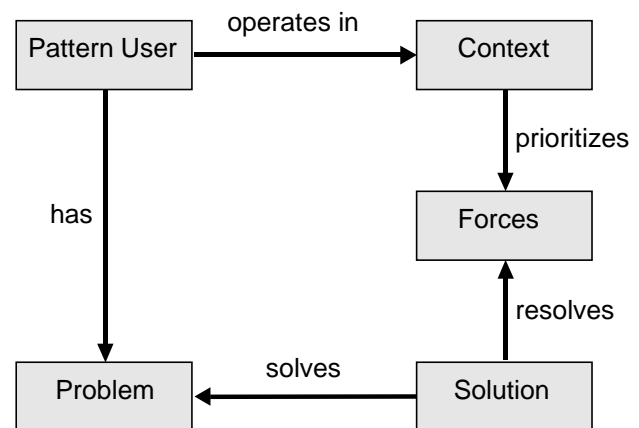 operates in
Pattern User
Context
prioritizes
has
Forces
resolves
solves
Problem
Solution